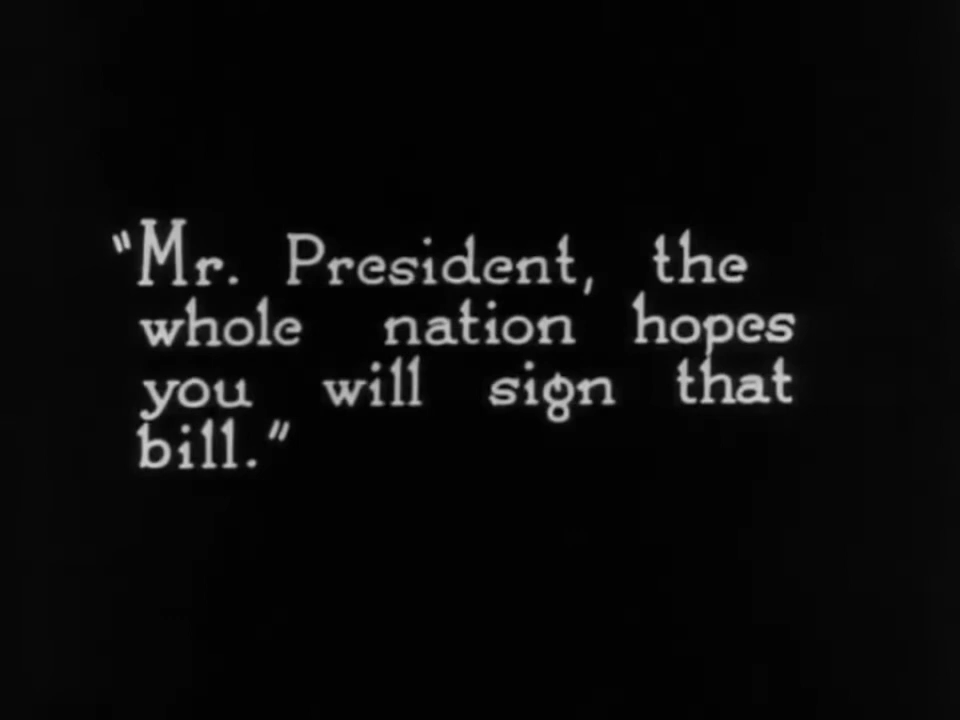 "Mr. President, the
whole nation hopes
you will sign that
bill."